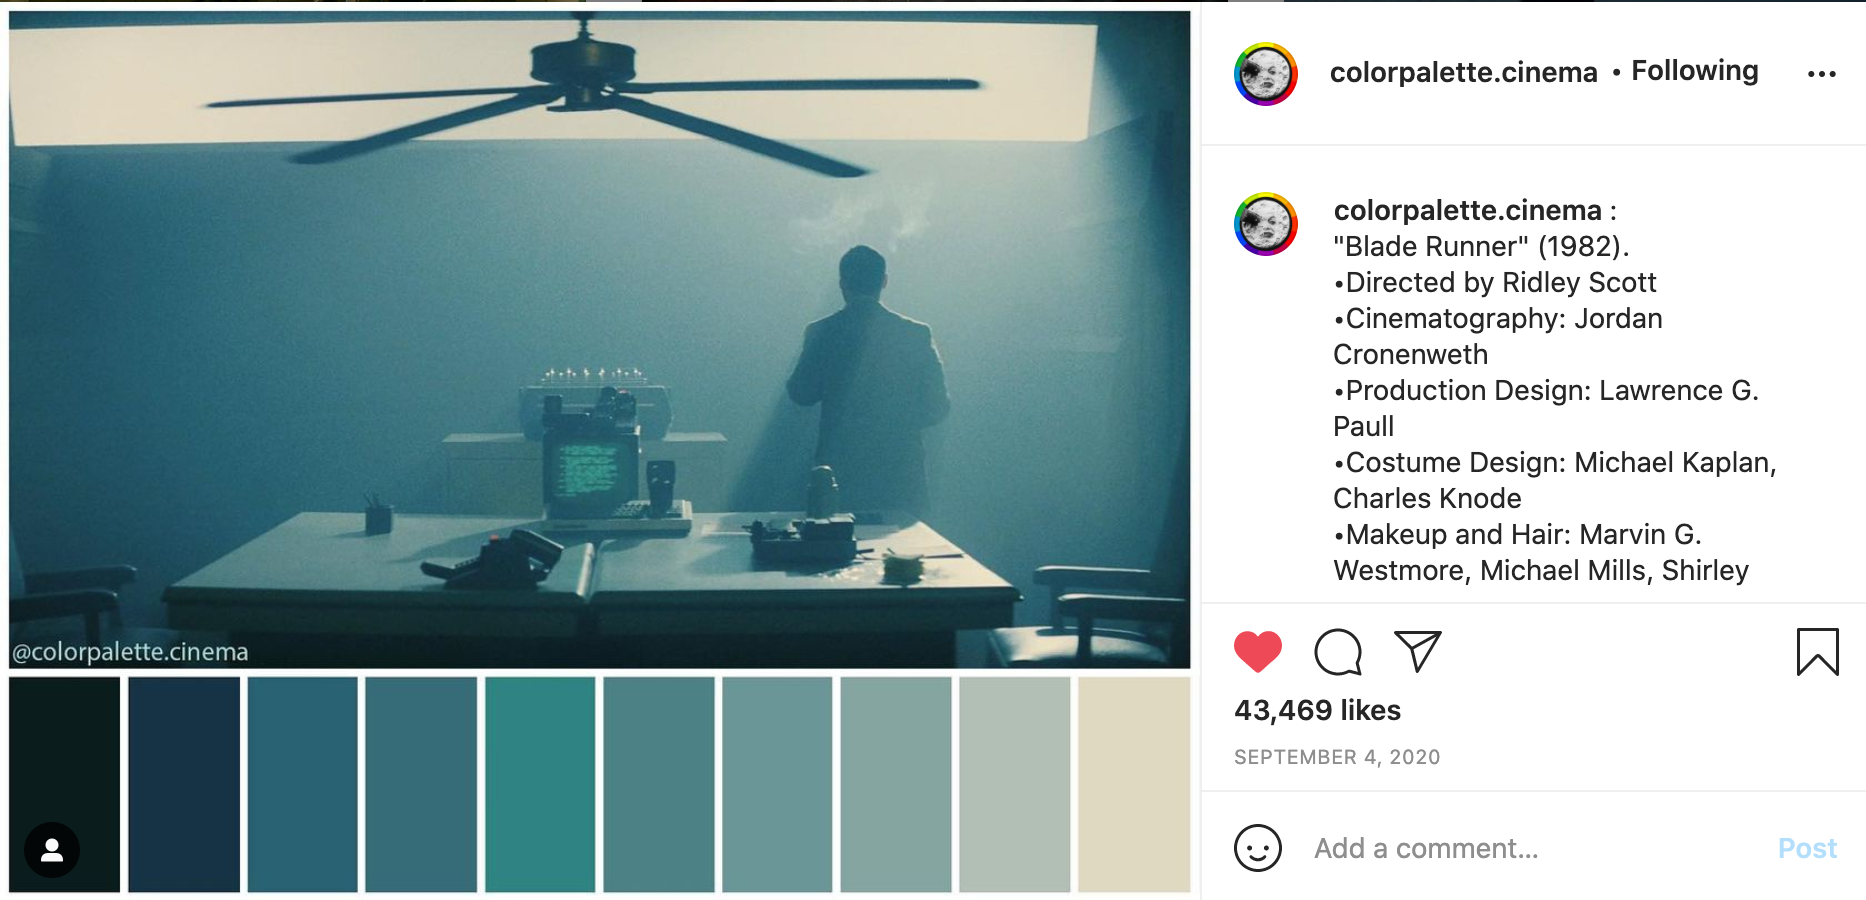 colorpalette.cinema • Following
colorpalette.cinema :
"Blade Runner" (1982).
•Directed by Ridley Scott
•Cinematography: Jordan
Cronenweth
•Production Design: Lawrence G.
Paull
•Costume Design: Michael Kaplan,
Charles Knode
•Makeup and Hair: Marvin G.
Westmore, Michael Mills, Shirley
@colorpalette.cinema
43,469 likes
SEPTEMBER 4, 2020
Add a comment...
Post